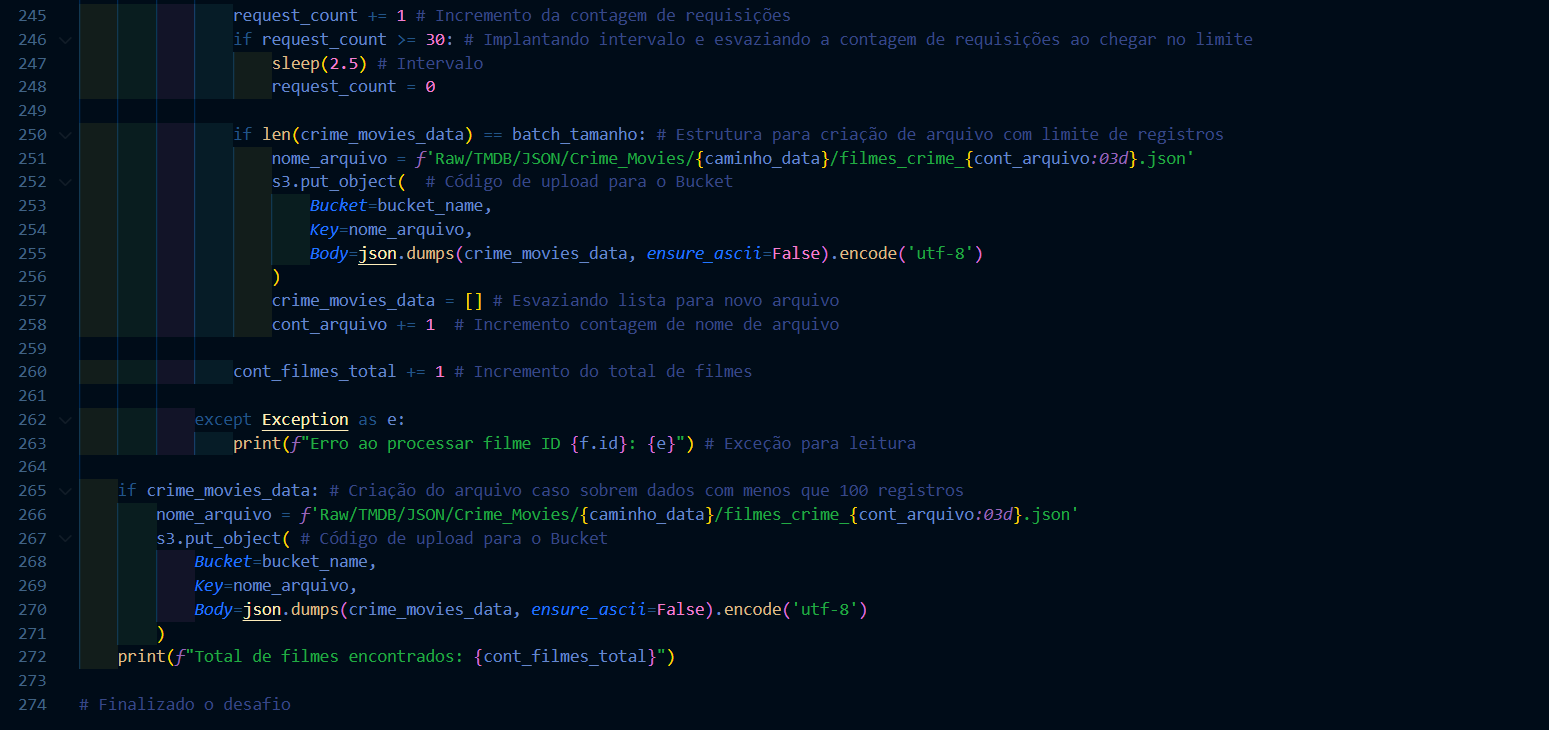 245 request_count += 1 # Incremento da contagem de requisições
246 if request_count >= 30: # Implantando intervalo e esvaziando a contagem de requisições ao chegar no limite
247 sleep(2.5) # Intervalo
248 request_count = 0
249
250 if len(crime_movies_data) == batch_tamanho: # Estrutura para criação de arquivo com limite de registros
251 nome_arquivo = f'Raw/TMDB/JSON/Crime_Movies/{caminho_data}/filmes_crime_{cont_arquivo:03d}.json'
252 s3.put_object(  # Código de upload para o Bucket
253 Bucket=bucket_name,
254 Key=nome_arquivo,
255 Body=json.dumps(crime_movies_data, ensure_ascii=False).encode('utf-8')
256 )
257 crime_movies_data = [] # Esvaziando lista para novo arquivo
258 cont_arquivo += 1  # Incremento contagem de nome de arquivo
259
260 cont_filmes_total += 1 # Incremento do total de filmes
261
262 except Exception as e:
263 print(f"Erro ao processar filme ID {f.id}: {e}") # Exceção para leitura
264
265 if crime_movies_data: # Criação do arquivo caso sobrem dados com menos que 100 registros
266 nome_arquivo = f'Raw/TMDB/JSON/Crime_Movies/{caminho_data}/filmes_crime_{cont_arquivo:03d}.json'
267 s3.put_object( # Código de upload para o Bucket
268 Bucket=bucket_name,
269 Key=nome_arquivo,
270 Body=json.dumps(crime_movies_data, ensure_ascii=False).encode('utf-8')
271 )
272 print(f"Total de filmes encontrados: {cont_filmes_total}")
273
274 # Finalizado o desafio